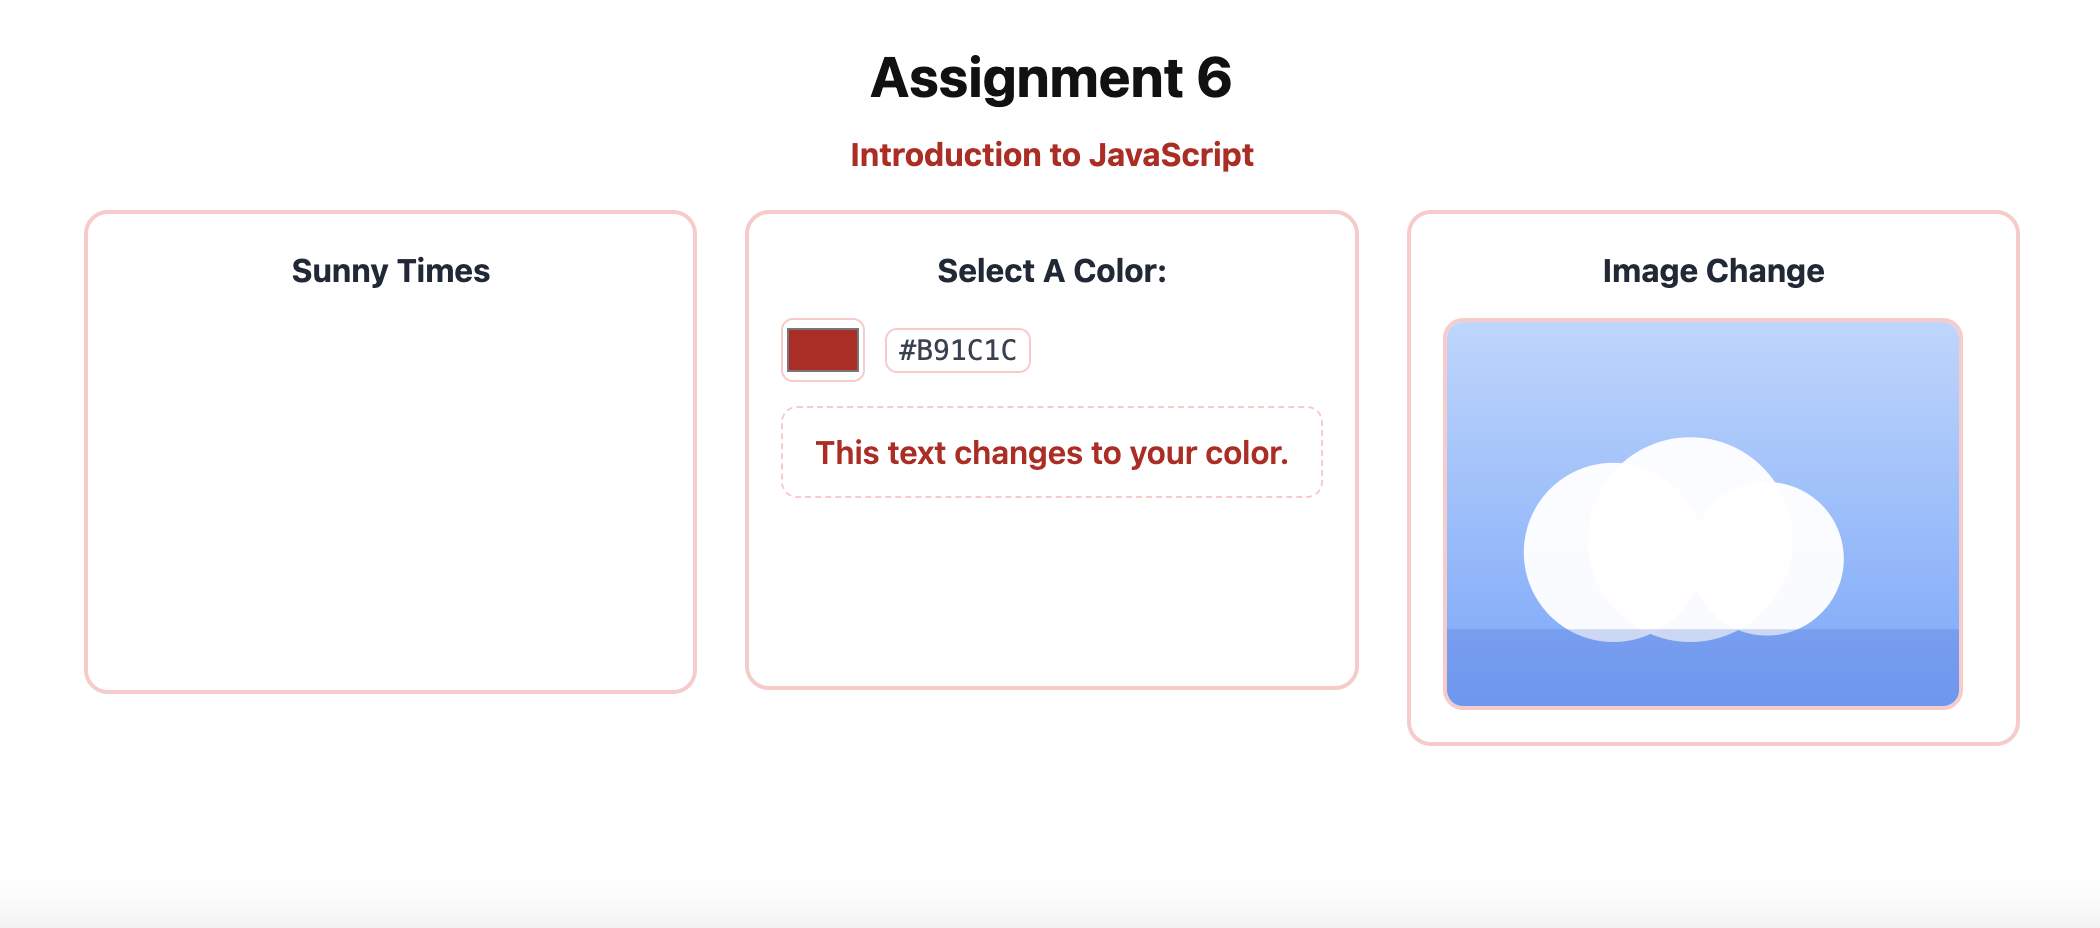 Assignment 6
Introduction to JavaScript
Sunny Times
Select A Color:
#B91C1C
This text changes to your color.
Image Change